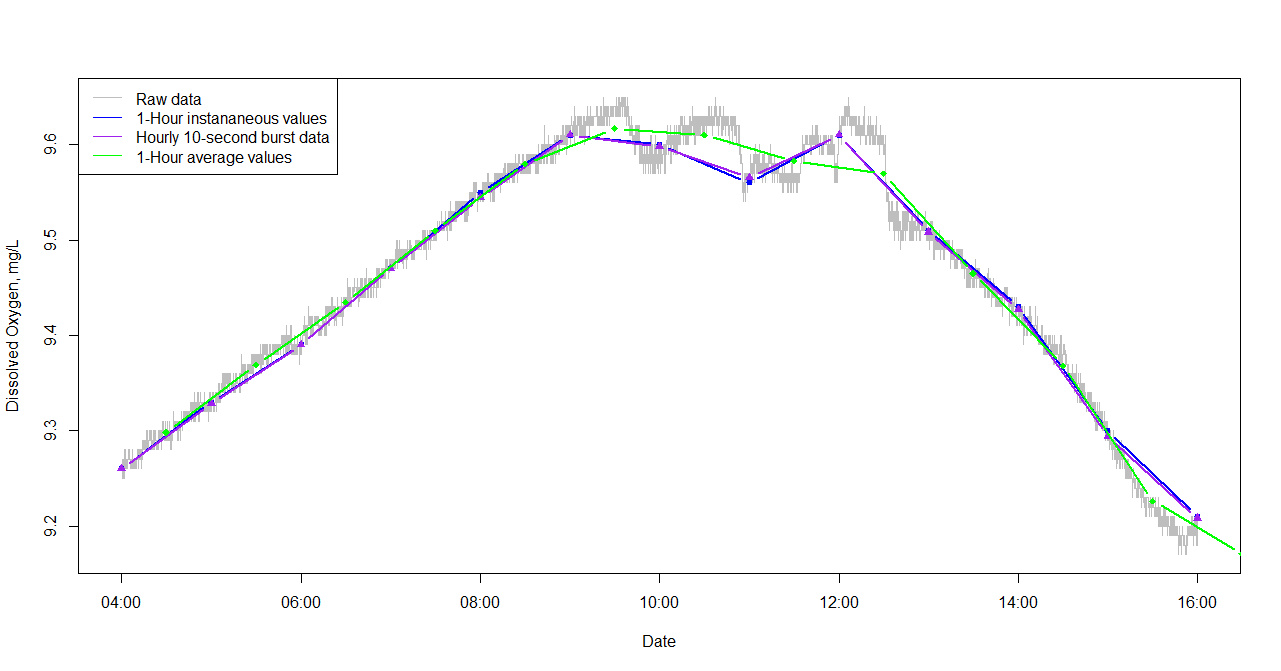 Raw data
1-Hour instananeous values
Hourly 10-second burst data
1-Hour average values
Dissolved Oxygen, mg/L
9.6
9.5
9.4
9.3
9.2
04:00 06:00 08:00 10:00 12:00 14:00 16:00
Date